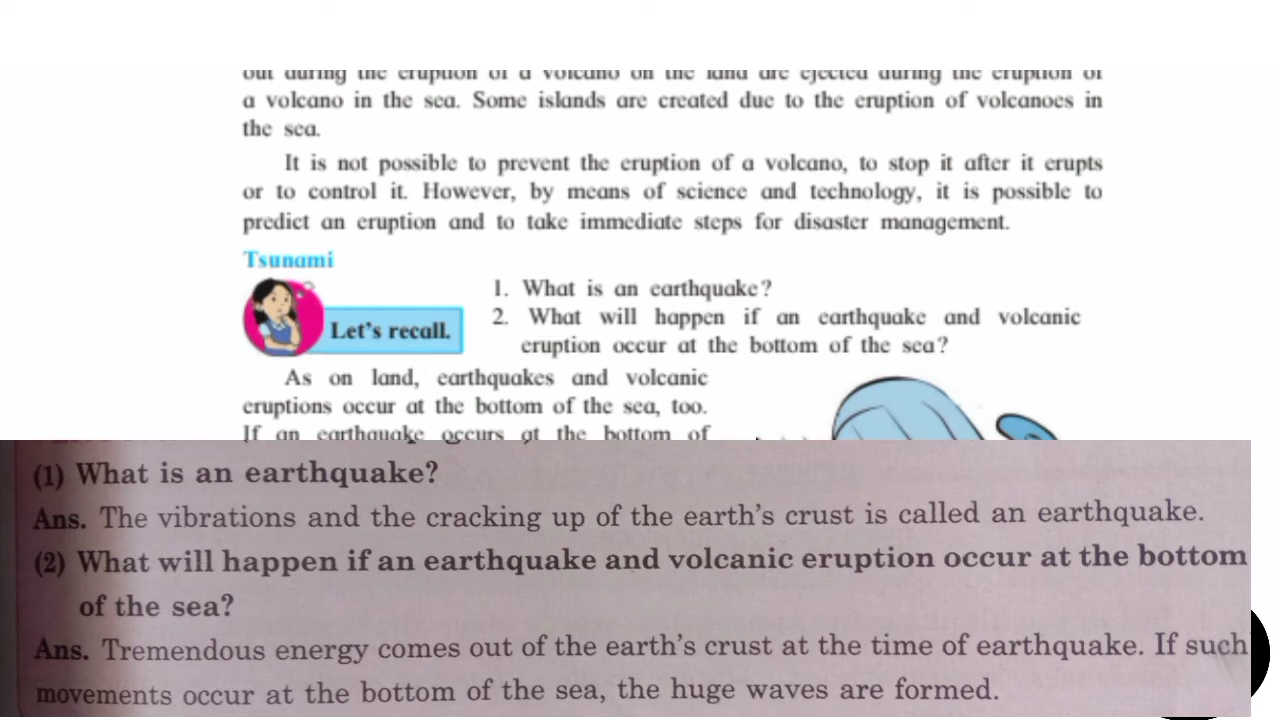 out during the eruption of a volcano on the land are ejected during the eruption of
a volcano in the sea. Some islands are created due to the eruption of volcanoes in
the sea.
It is not possible to prevent the eruption of a volcano, to stop it after it erupts
or to control it. However, by means of science and technology, it is possible to
predict an eruption and to take immediate steps for disaster management.
Tsunami
Let's recall.
1. What is an earthquake?
2. What will happen if an earthquake and volcanic
eruption occur at the bottom of the sea?
As on land, earthquakes and volcanic
eruptions occur at the bottom of the sea, too.
If an earthquake occurs at the bottom of
(1) What is an earthquake?
Ans. The vibrations and the cracking up of the earth's crust is called an earthquake.
(2) What will happen if an earthquake and volcanic eruption occur at the bottom
of the sea?
Ans. Tremendous energy comes out of the earth's crust at the time of earthquake. If such
movements occur at the bottom of the sea, the huge waves are formed.